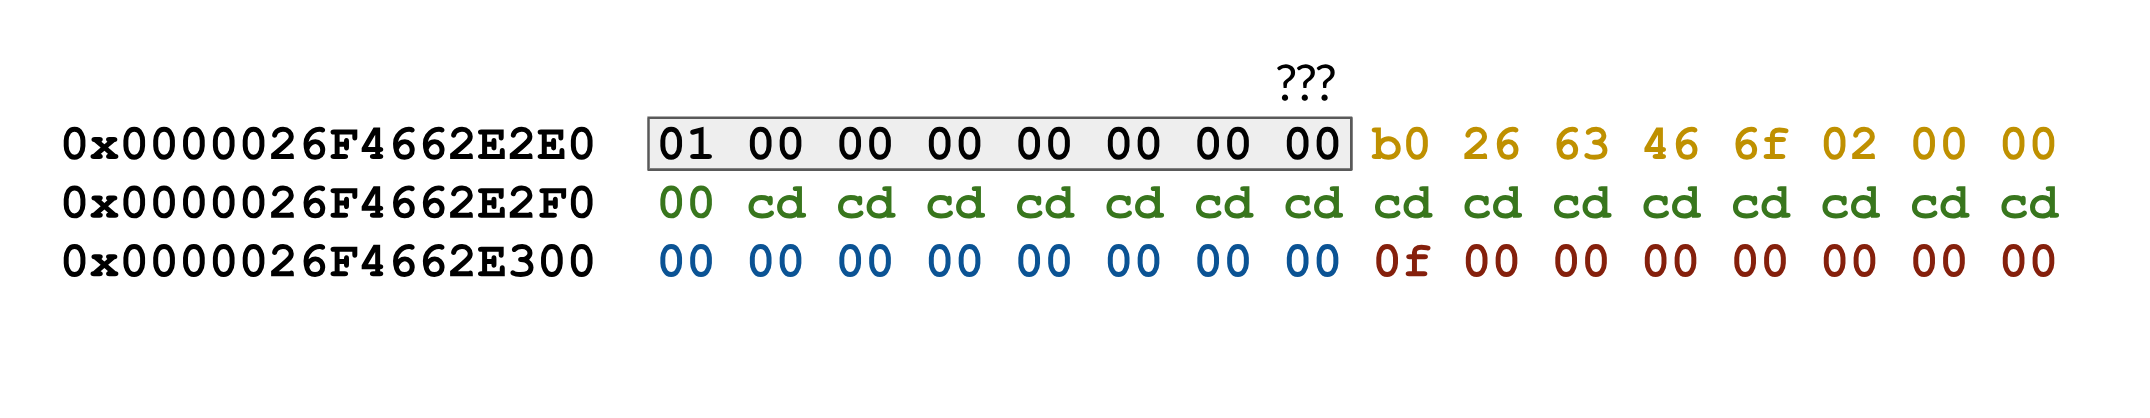 ???
0x0000026F4662E2E0 01 00 00 00 00 00 00 00 b0 26 63 46 6f 02 00 00
0x0000026F4662E2F0 00 cd cd cd cd cd cd cd cd cd cd cd cd cd cd cd
0x0000026F4662E300 00 00 00 00 00 00 00 00 0f 00 00 00 00 00 00 00